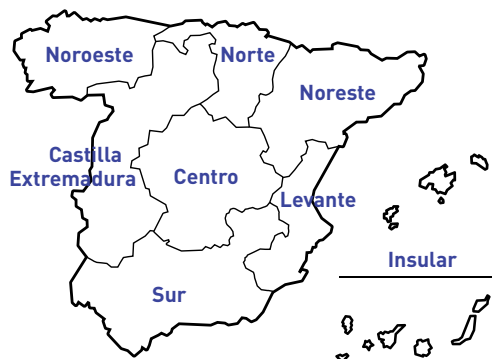 Noroeste
Norte
Noreste
Castilla
Extremadura
Centro
Levante
Insular
Sur